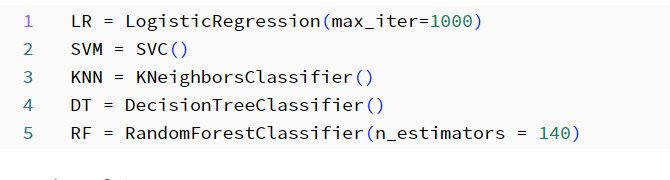 1 LR = LogisticRegression(max_iter=1000)
2 SVM = SVC()
3 KNN = KNeighborsClassifier()
4 DT = DecisionTreeClassifier()
5 RF = RandomForestClassifier(n_estimators = 140)